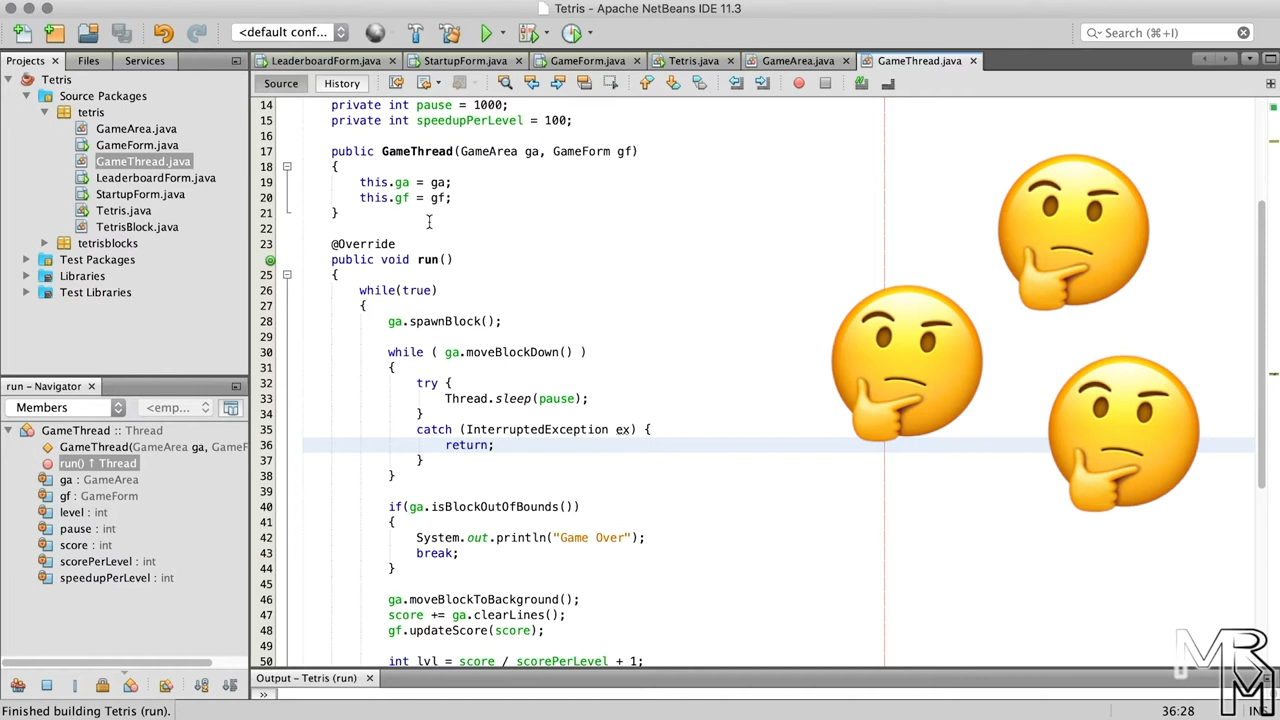 Tetris - Apache NetBeans IDE 11.3
<default conf...
Search (⌘+I)
Projects
Files
Services
LeaderboardForm.java
StartupForm.java
GameForm.java
Tetris.java
GameArea.java
GameThread.java
Source
History
Tetris
Source Packages
tetris
GameArea.java
GameForm.java
GameThread.java
LeaderboardForm.java
StartupForm.java
Tetris.java
TetrisBlock.java
tetrisblocks
Test Packages
Libraries
Test Libraries
run - Navigator
Members
<emp...
GameThread :: Thread
GameThread(GameArea ga, GameF
run() ↑ Thread
ga : GameArea
gf : GameForm
level : int
pause : int
score : int
scorePerLevel : int
speedupPerLevel : int
14 private int pause = 1000;
15 private int speedupPerLevel = 100;
16
17 public GameThread(GameArea ga, GameForm gf)
18 {
19 this.ga = ga;
20 this.gf = gf;
21 }
22
23 @Override
24 public void run()
25 {
26 while(true)
27 {
28 ga.spawnBlock();
29
30 while ( ga.moveBlockDown() )
31 {
32 try {
33 Thread.sleep(pause);
34 }
35 catch (InterruptedException ex) {
36 return;
37 }
38 }
39
40 if(ga.isBlockOutOfBounds())
41 {
42 System.out.println("Game Over");
43 break;
44 }
45
46 ga.moveBlockToBackground();
47 score += ga.clearLines();
48 gf.updateScore(score);
49
50 int lvl = score / scorePerLevel + 1;
Output - Tetris (run)
>>
Finished building Tetris (run).
36:28